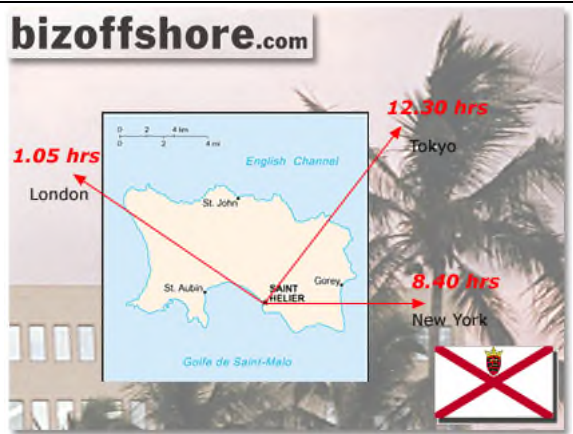 bizoffshore.com
12.30 hrs
Tokyo
1.05 hrs
London
0 2 4 km
0 2 4 mi
English Channel
St. John
St. Aubin
SAINT
HELIER
Gorey
8.40 hrs
New York
Golfe de Saint-Malo